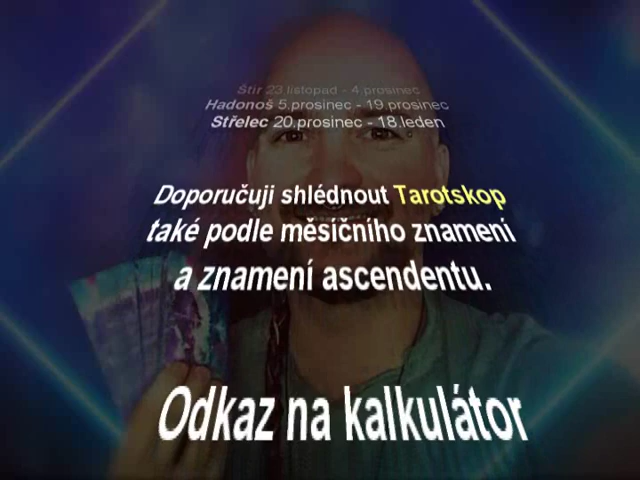 Štír 23.listopad - 4.prosinec
Hadonoš 5.prosinec - 19.prosinec
Střelec 20.prosinec - 18.leden
Doporučuji shlédnout Tarotskop
také podle měsíčního znamení
a znamení ascendentu.
Odkaz na kalkulátor